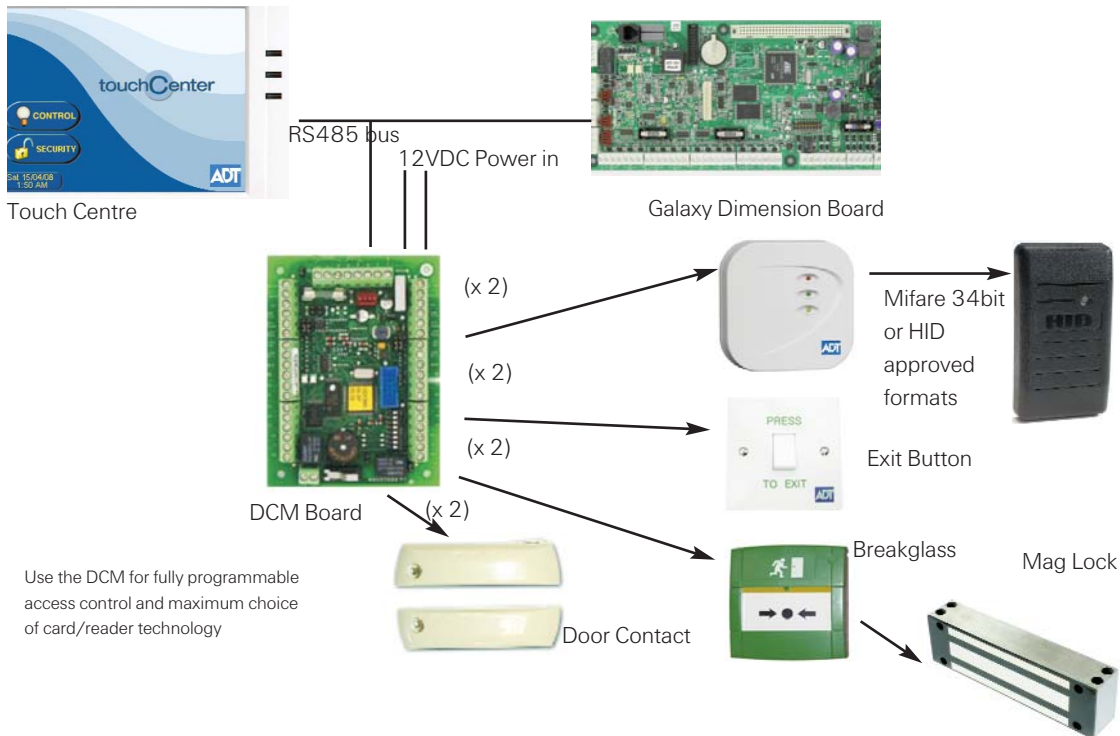 touchCenter
CONTROL
SECURITY
Sat 15/04/08
1:50 AM
ADT
Touch Centre
RS485 bus
12VDC Power in
Galaxy Dimension Board
(x 2)
ADT
Mifare 34bit
or HID
approved
formats
HID
(x 2)
PRESS
TO EXIT
ADT
Exit Button
(x 2)
DCM Board
(x 2)
Use the DCM for fully programmable
access control and maximum choice
of card/reader technology
Door Contact
Breakglass
Mag Lock